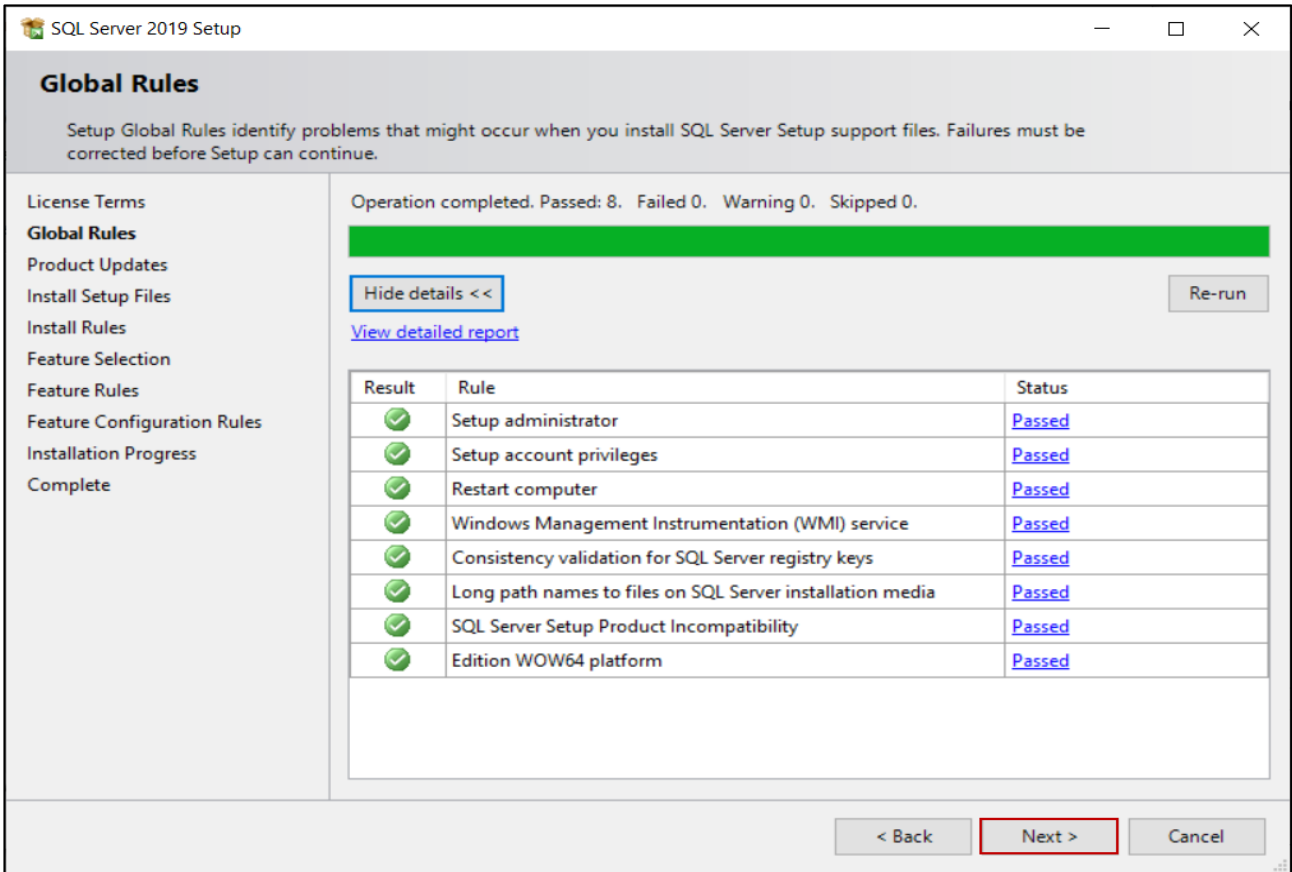 SQL Server 2019 Setup
Global Rules
Setup Global Rules identify problems that might occur when you install SQL Server Setup support files. Failures must be
corrected before Setup can continue.
License Terms
Global Rules
Product Updates
Install Setup Files
Install Rules
Feature Selection
Feature Rules
Feature Configuration Rules
Installation Progress
Complete
Operation completed. Passed: 8.   Failed 0.   Warning 0.   Skipped 0.
Hide details <<
Re-run
View detailed report
Result Rule Status
Setup administrator Passed
Setup account privileges Passed
Restart computer Passed
Windows Management Instrumentation (WMI) service Passed
Consistency validation for SQL Server registry keys Passed
Long path names to files on SQL Server installation media Passed
SQL Server Setup Product Incompatibility Passed
Edition WOW64 platform Passed
< Back
Next >
Cancel